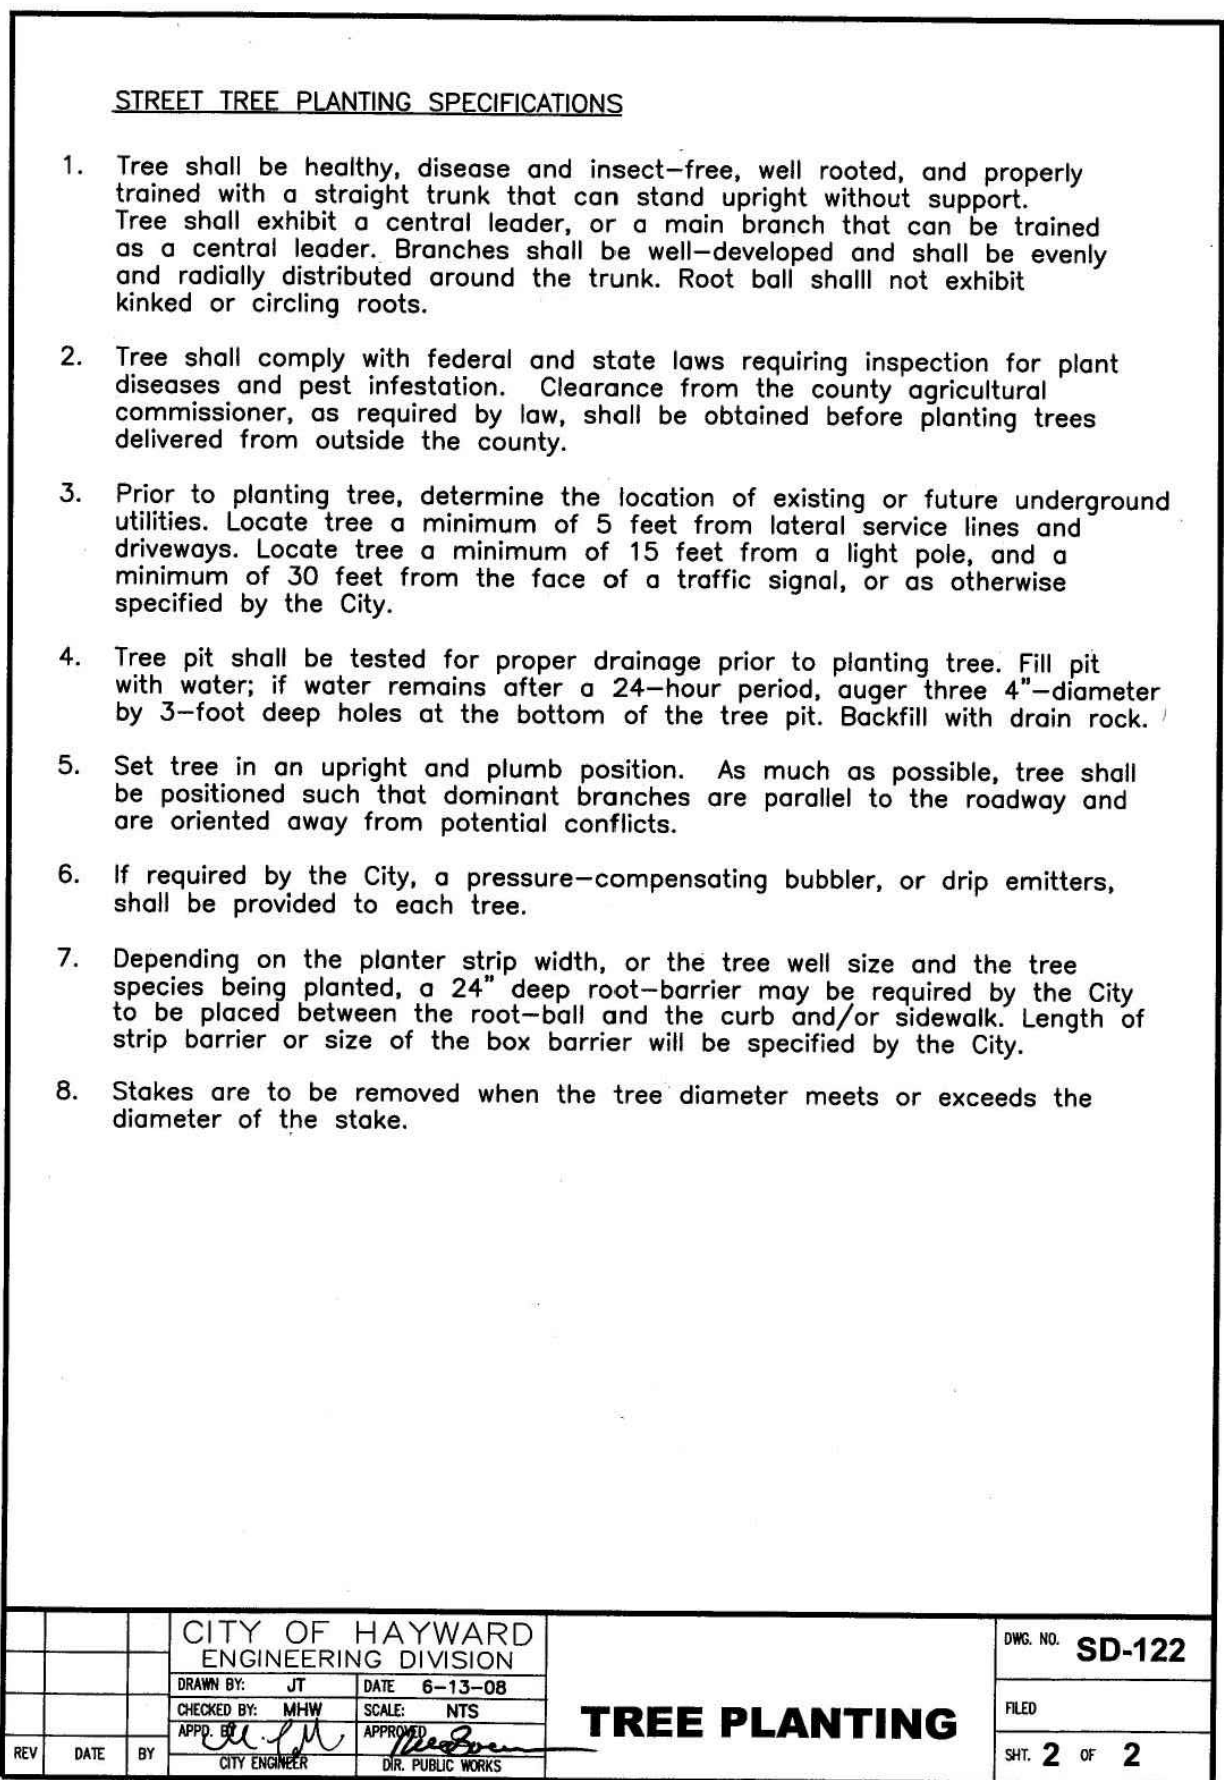 STREET TREE PLANTING SPECIFICATIONS
1. Tree shall be healthy, disease and insect-free, well rooted, and properly
trained with a straight trunk that can stand upright without support.
Tree shall exhibit a central leader, or a main branch that can be trained
as a central leader. Branches shall be well-developed and shall be evenly
and radially distributed around the trunk. Root ball shalll not exhibit
kinked or circling roots.
2. Tree shall comply with federal and state laws requiring inspection for plant
diseases and pest infestation. Clearance from the county agricultural
commissioner, as required by law, shall be obtained before planting trees
delivered from outside the county.
3. Prior to planting tree, determine the location of existing or future underground
utilities. Locate tree a minimum of 5 feet from lateral service lines and
driveways. Locate tree a minimum of 15 feet from a light pole, and a
minimum of 30 feet from the face of a traffic signal, or as otherwise
specified by the City.
4. Tree pit shall be tested for proper drainage prior to planting tree. Fill pit
with water; if water remains after a 24-hour period, auger three 4"-diameter
by 3-foot deep holes at the bottom of the tree pit. Backfill with drain rock.
5. Set tree in an upright and plumb position. As much as possible, tree shall
be positioned such that dominant branches are parallel to the roadway and
are oriented away from potential conflicts.
6. If required by the City, a pressure-compensating bubbler, or drip emitters,
shall be provided to each tree.
7. Depending on the planter strip width, or the tree well size and the tree
species being planted, a 24" deep root-barrier may be required by the City
to be placed between the root-ball and the curb and/or sidewalk. Length of
strip barrier or size of the box barrier will be specified by the City.
8. Stakes are to be removed when the tree diameter meets or exceeds the
diameter of the stake.
REV DATE BY
CITY OF HAYWARD
ENGINEERING DIVISION
DRAWN BY: JT DATE 6-13-08
CHECKED BY: MHW SCALE: NTS
APPD. BY APPROVED
CITY ENGINEER DIR. PUBLIC WORKS
TREE PLANTING
DWG. NO. SD-122
FILED
SHT. 2 OF 2